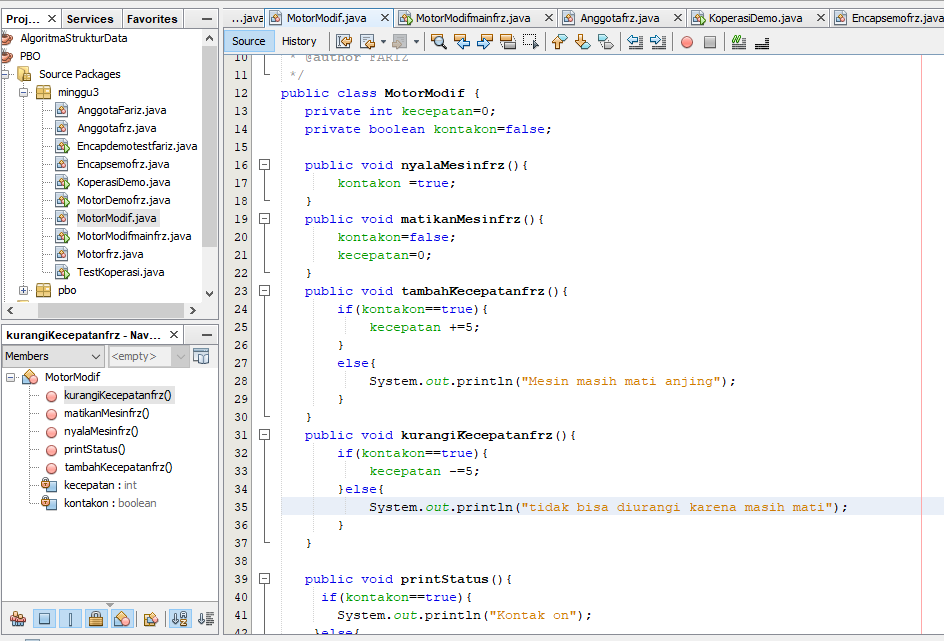 Proj... × Services Favorites —
AlgoritmaStrukturData
PBO
Source Packages
minggu3
AnggotaFariz.java
Anggotafrz.java
Encapdemotestfariz.java
Encapsemofrz.java
KoperasiDemo.java
MotorDemofrz.java
MotorModif.java
MotorModifmainfrz.java
Motorfrz.java
TestKoperasi.java
pbo
kurangiKecepatanfrz - Nav... × —
Members <empty>
MotorModif
kurangiKecepatanfrz()
matikanMesinfrz()
nyalaMesinfrz()
printStatus()
tambahKecepatanfrz()
kecepatan : int
kontakon : boolean
...java MotorModif.java × MotorModifmainfrz.java × Anggotafrz.java × KoperasiDemo.java × Encapsemofrz.java
Source History
10 * @author FARIZ
11 */
12 public class MotorModif {
13 private int kecepatan=0;
14 private boolean kontakon=false;
15
16 public void nyalaMesinfrz(){
17 kontakon =true;
18 }
19 public void matikanMesinfrz(){
20 kontakon=false;
21 kecepatan=0;
22 }
23 public void tambahKecepatanfrz(){
24 if(kontakon==true){
25 kecepatan +=5;
26 }
27 else{
28 System.out.println("Mesin masih mati anjing");
29 }
30 }
31 public void kurangiKecepatanfrz(){
32 if(kontakon==true){
33 kecepatan -=5;
34 }else{
35 System.out.println("tidak bisa diurangi karena masih mati");
36 }
37 }
38
39 public void printStatus(){
40 if(kontakon==true){
41 System.out.println("Kontak on");
42 }else{